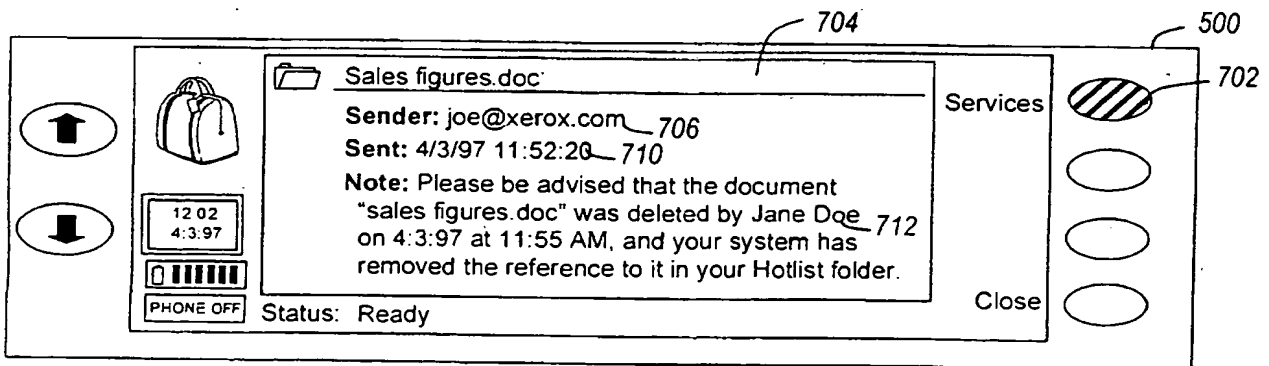 704
500
702
Sales figures.doc
Services
Sender: joe@xerox.com 706
Sent: 4/3/97 11:52:20 710
Note: Please be advised that the document
"sales figures.doc" was deleted by Jane Doe 712
on 4:3:97 at 11:55 AM, and your system has
removed the reference to it in your Hotlist folder.
12 02
4:3:97
PHONE OFF
Status: Ready
Close